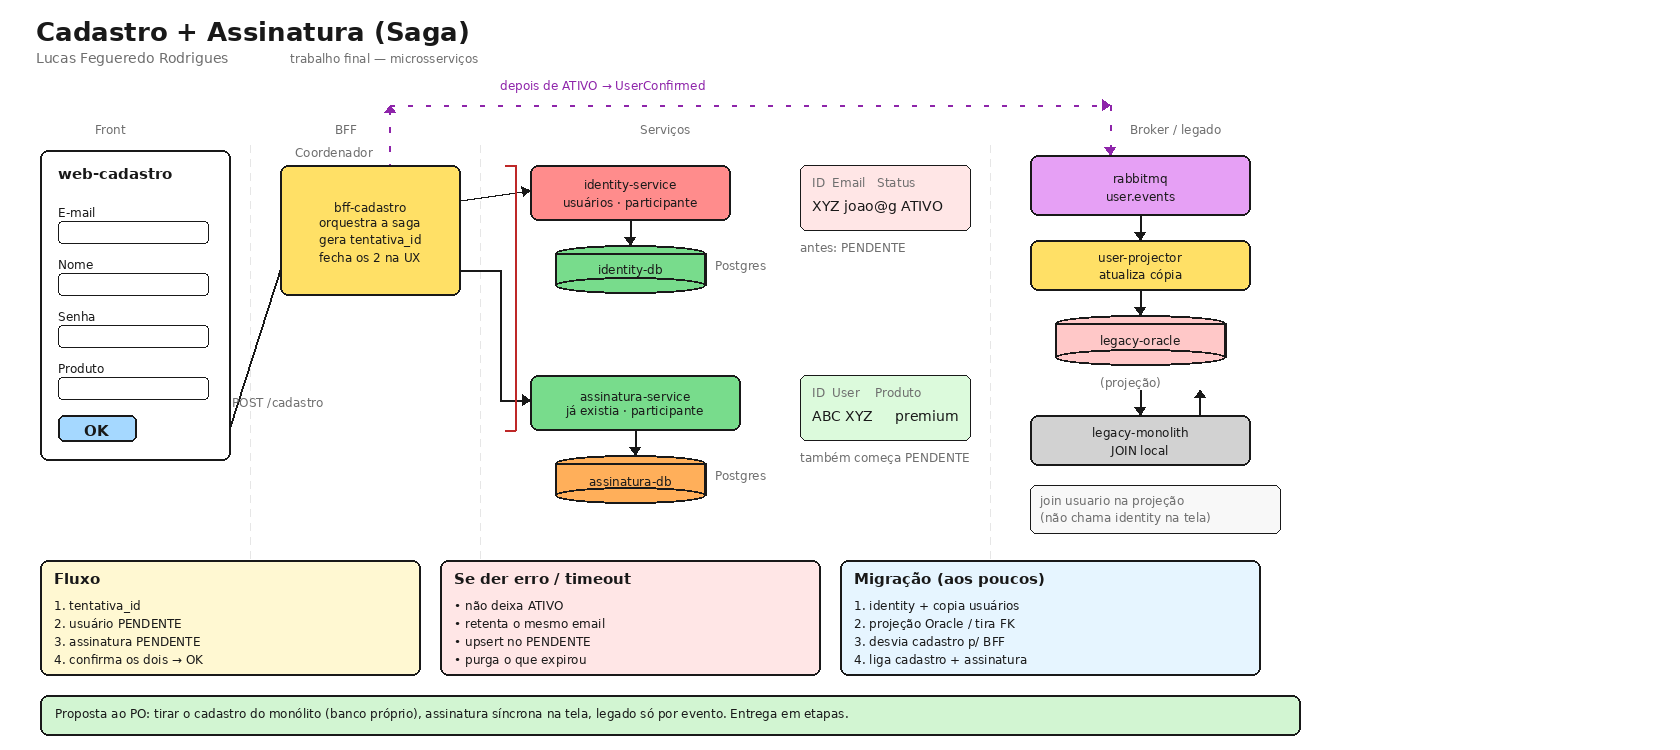 Cadastro + Assinatura (Saga)
Lucas Fegueredo Rodrigues
trabalho final — microsserviços
depois de ATIVO → UserConfirmed
Front
BFF
Serviços
Broker / legado
Coordenador
web-cadastro
E-mail
Nome
Senha
Produto
OK
POST /cadastro
bff-cadastro
orquestra a saga
gera tentativa_id
fecha os 2 na UX
identity-service
usuários · participante
identity-db
Postgres
ID Email Status
XYZ joao@g ATIVO
antes: PENDENTE
assinatura-service
já existia · participante
assinatura-db
Postgres
ID User Produto
ABC XYZ premium
também começa PENDENTE
rabbitmq
user.events
user-projector
atualiza cópia
legacy-oracle
(projeção)
legacy-monolith
JOIN local
join usuario na projeção
(não chama identity na tela)
Fluxo
1. tentativa_id
2. usuário PENDENTE
3. assinatura PENDENTE
4. confirma os dois → OK
Se der erro / timeout
• não deixa ATIVO
• retenta o mesmo email
• upsert no PENDENTE
• purga o que expirou
Migração (aos poucos)
1. identity + copia usuários
2. projeção Oracle / tira FK
3. desvia cadastro p/ BFF
4. liga cadastro + assinatura
Proposta ao PO: tirar o cadastro do monólito (banco próprio), assinatura síncrona na tela, legado só por evento. Entrega em etapas.